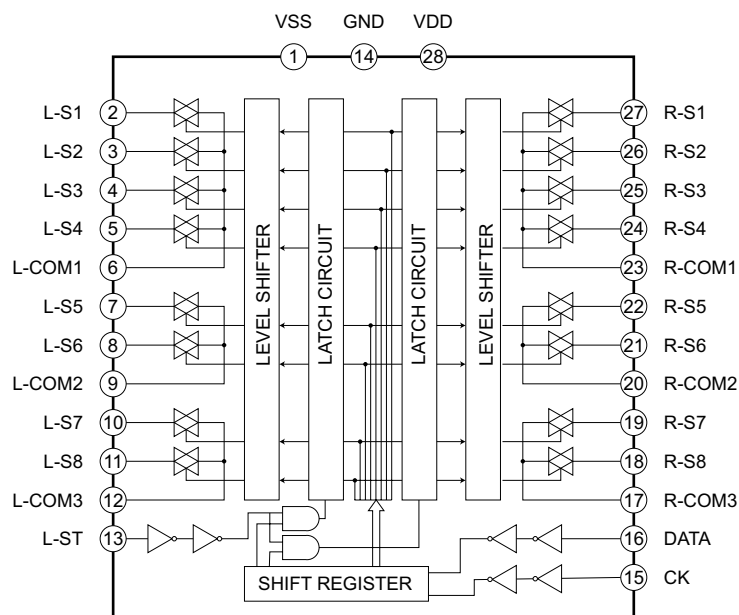 VSS GND VDD
1 14 28
L-S1 2 27 R-S1
L-S2 3 26 R-S2
L-S3 4 25 R-S3
L-S4 5 24 R-S4
L-COM1 6 23 R-COM1
L-S5 7 22 R-S5
L-S6 8 21 R-S6
L-COM2 9 20 R-COM2
L-S7 10 19 R-S7
L-S8 11 18 R-S8
L-COM3 12 17 R-COM3
L-ST 13 16 DATA
15 CK
LEVEL SHIFTER
LATCH CIRCUIT
LATCH CIRCUIT
LEVEL SHIFTER
SHIFT REGISTER